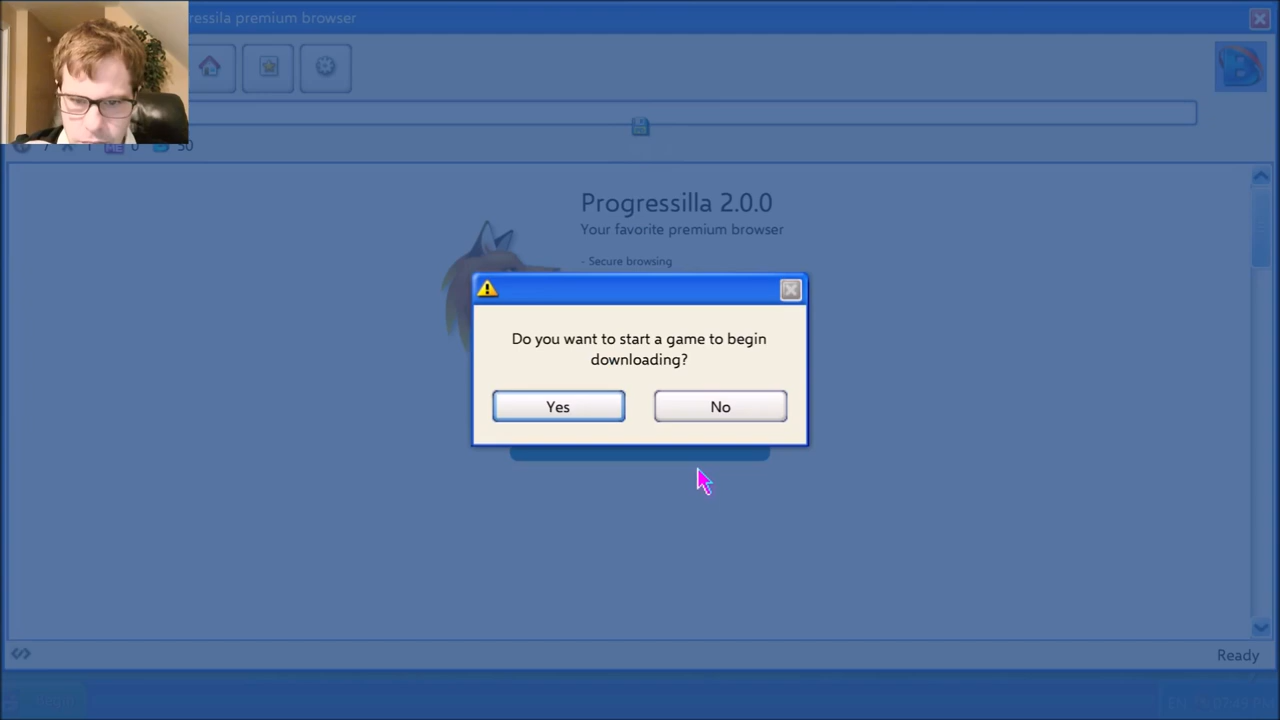 premium browser
Progressilla 2.0.0
Your favorite premium browser
- Secure browsing
Do you want to start a game to begin
downloading?
Yes
No
Ready